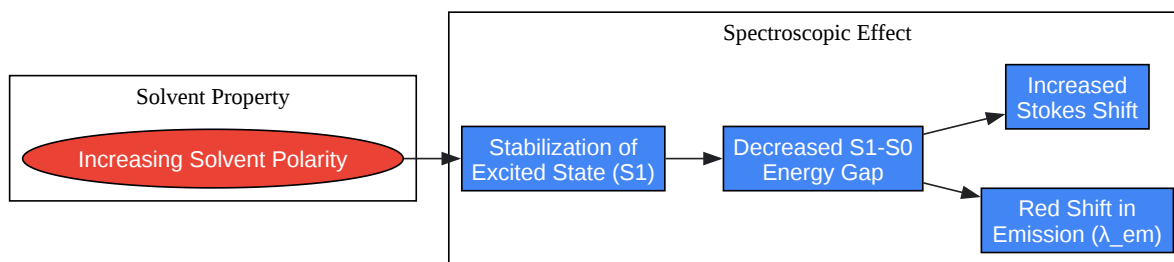 Spectroscopic Effect
Solvent Property
Increasing Solvent Polarity
Stabilization of
Excited State (S1)
Decreased S1-S0
Energy Gap
Increased
Stokes Shift
Red Shift in
Emission (λ_em)